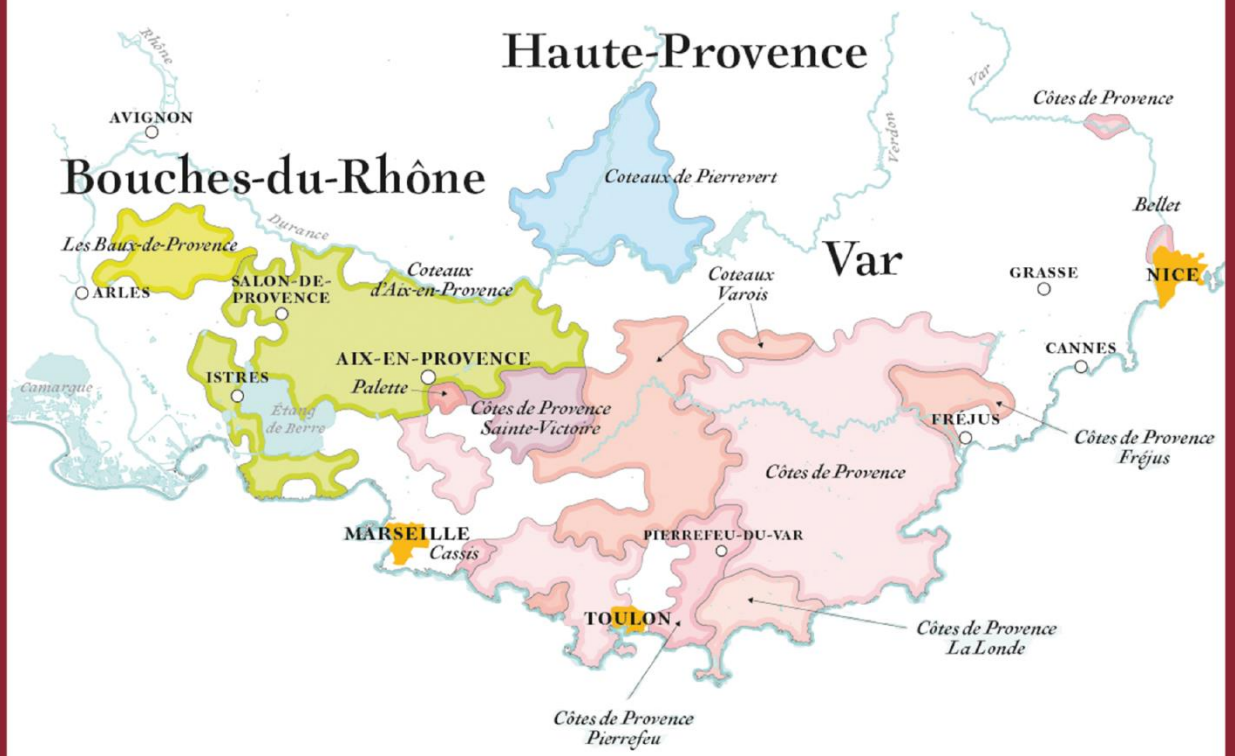 Haute-Provence
Rhône
Var
Côtes de Provence
AVIGNON
Verdon
Bouches-du-Rhône
Coteaux de Pierrevert
Bellet
Durance
Les Baux-de-Provence
Var
Coteaux
d'Aix-en-Provence
Coteaux
Varois
GRASSE
NICE
SALON-DE-
PROVENCE
ARLES
CANNES
AIX-EN-PROVENCE
ISTRES
Palette
Camargue
Étang
de Berre
Côtes de Provence
Sainte-Victoire
FRÉJUS
Côtes de Provence
Fréjus
Côtes de Provence
MARSEILLE
Cassis
PIERREFEU-DU-VAR
TOULON
Côtes de Provence
La Londe
Côtes de Provence
Pierrefeu